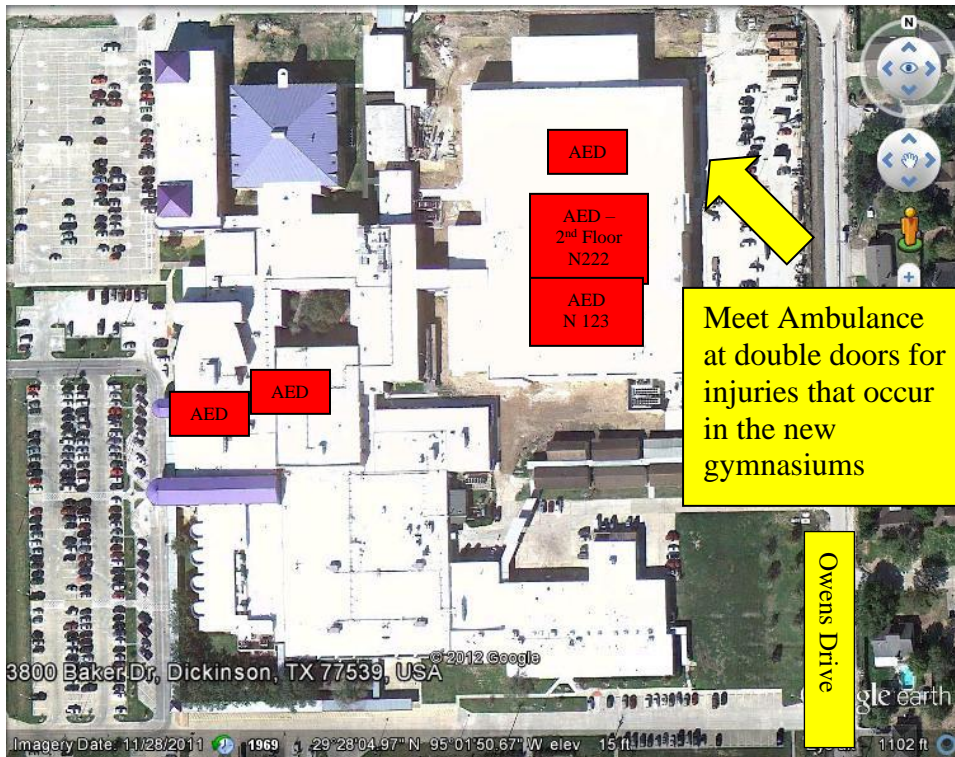 N
AED
AED –
2nd Floor
N222
AED
N 123
Meet Ambulance
at double doors for
injuries that occur
in the new
gymnasiums
AED
AED
Owens Drive
© 2012 Google
3800 Baker Dr, Dickinson, TX 77539, USA
Google earth
Imagery Date: 11/28/2011 1969 29°28'04.97" N 95°01'50.67" W elev 15 ft 1102 ft